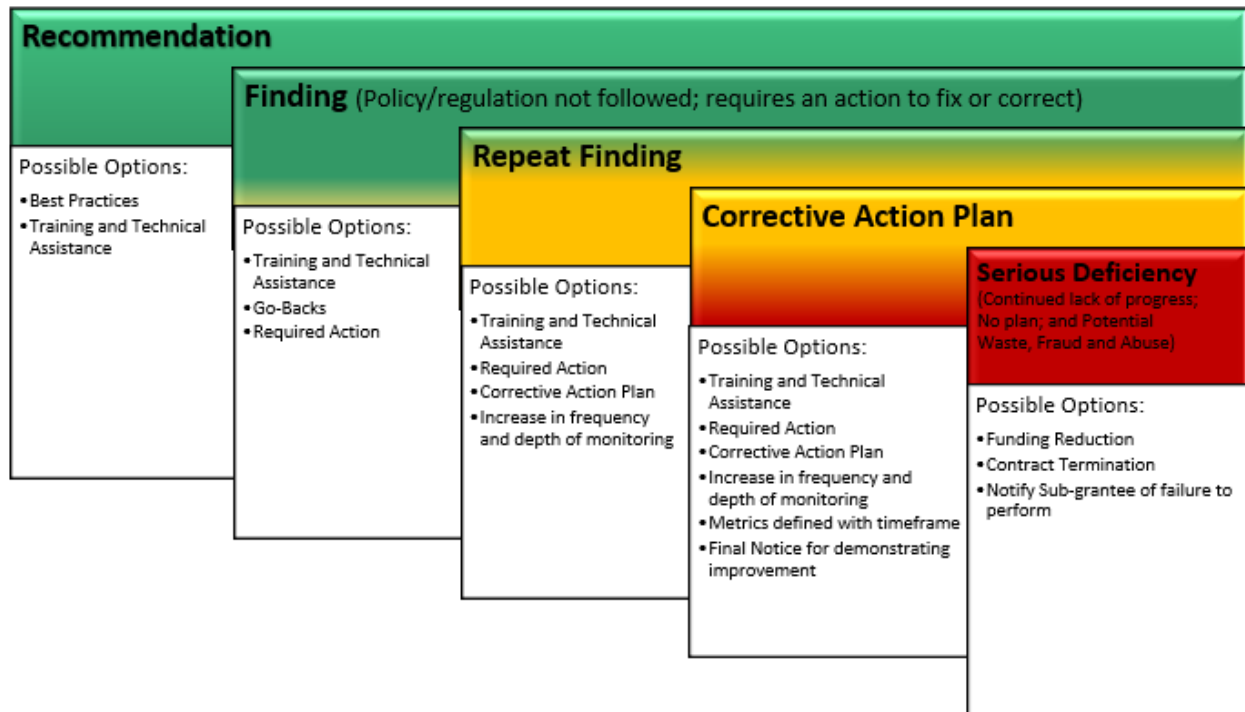 Recommendation
Possible Options:
•Best Practices
•Training and Technical
Assistance
Finding (Policy/regulation not followed; requires an action to fix or correct)
Possible Options:
•Training and Technical
Assistance
•Go-Backs
•Required Action
Repeat Finding
Possible Options:
•Training and Technical
Assistance
•Required Action
•Corrective Action Plan
•Increase in frequency
and depth of monitoring
Corrective Action Plan
Possible Options:
•Training and Technical
Assistance
•Required Action
•Corrective Action Plan
•Increase in frequency and
depth of monitoring
•Metrics defined with timeframe
•Final Notice for demonstrating
improvement
Serious Deficiency
(Continued lack of progress;
No plan; and Potential
Waste, Fraud and Abuse)
Possible Options:
•Funding Reduction
•Contract Termination
•Notify Sub-grantee of failure to
perform